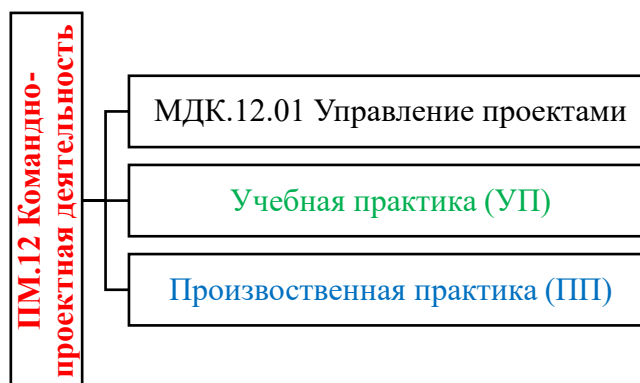 ПМ.12 Командно-
проектная деятельность
МДК.12.01 Управление проектами
Учебная практика (УП)
Произвоственная практика (ПП)